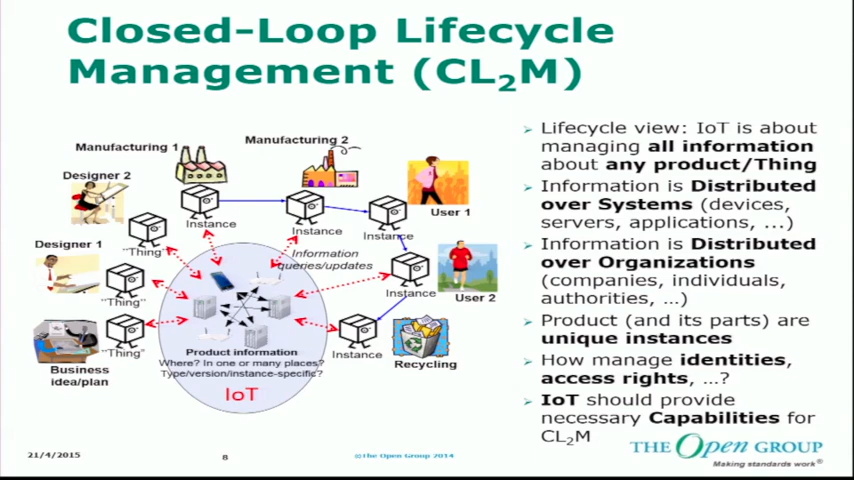 Closed-Loop Lifecycle
Management (CL₂M)
Manufacturing 1
Manufacturing 2
Designer 2
Instance
Instance
User 1
Instance
"Thing"
Designer 1
Information
queries/updates
Instance
User 2
"Thing"
"Thing"
Product information
Where? In one or many places?
Type/version/instance-specific?
Instance
Business
idea/plan
Recycling
IoT
Lifecycle view: IoT is about
managing all information
about any product/Thing
Information is Distributed
over Systems (devices,
servers, applications, ...)
Information is Distributed
over Organizations
(companies, individuals,
authorities, ...)
Product (and its parts) are
unique instances
How manage identities,
access rights, ...?
IoT should provide
necessary Capabilities for
CL₂M
21/4/2015
8
©The Open Group 2014
THE Open GROUP
Making standards work®